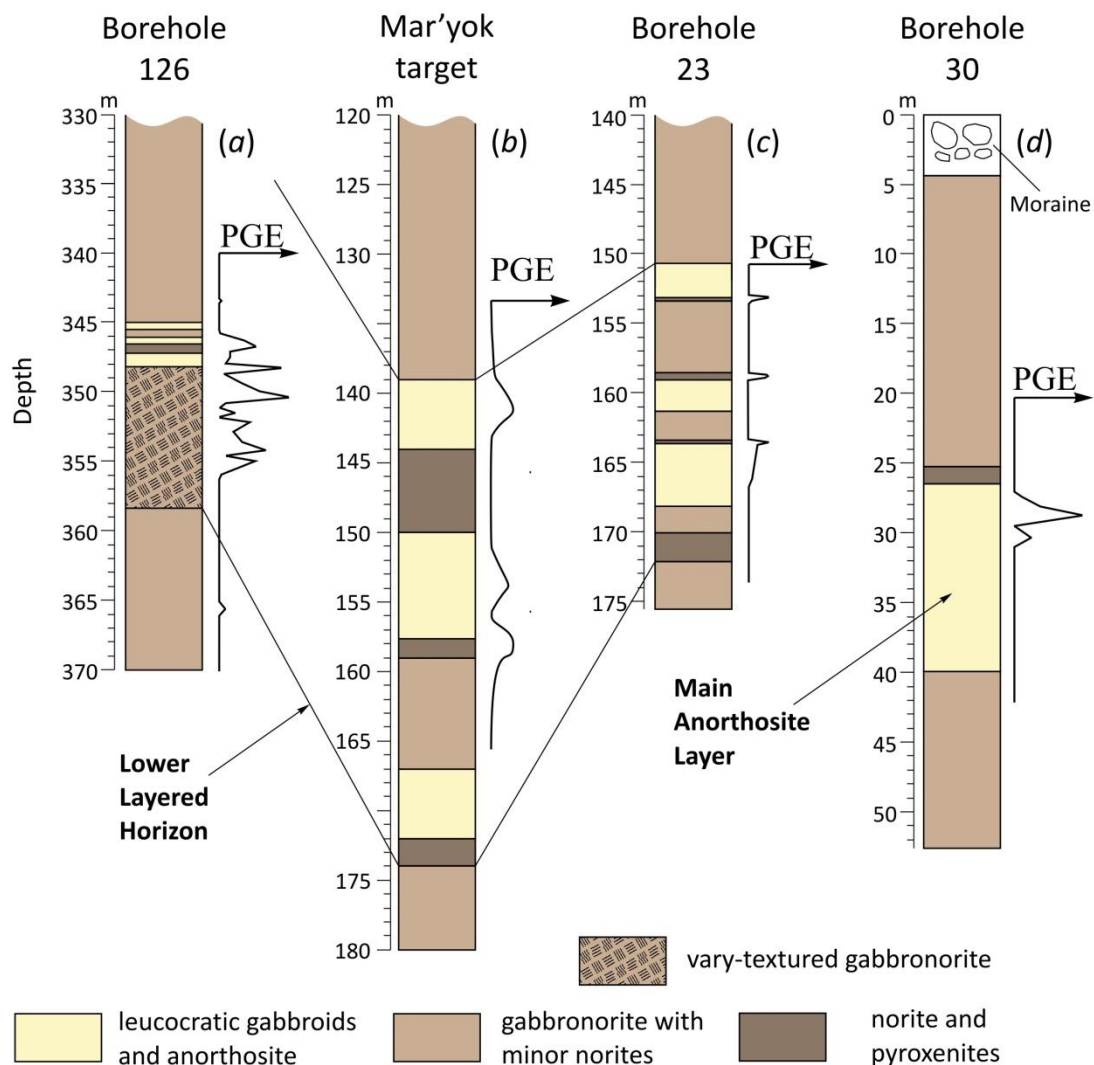 Borehole
126
Mar’yok
target
Borehole
23
Borehole
30
m
330
335
340
345
350
355
360
365
370
Depth
(a)
PGE
Lower
Layered
Horizon
m
120
125
130
135
140
145
150
155
160
165
170
175
180
(b)
PGE
m
140
145
150
155
160
165
170
175
(c)
PGE
Main
Anorthosite
Layer
m
0
5
10
15
20
25
30
35
40
45
50
(d)
Moraine
PGE
vary-textured gabbronorite
leucocratic gabbroids
and anorthosite
gabbronorite with
minor norites
norite and
pyroxenites